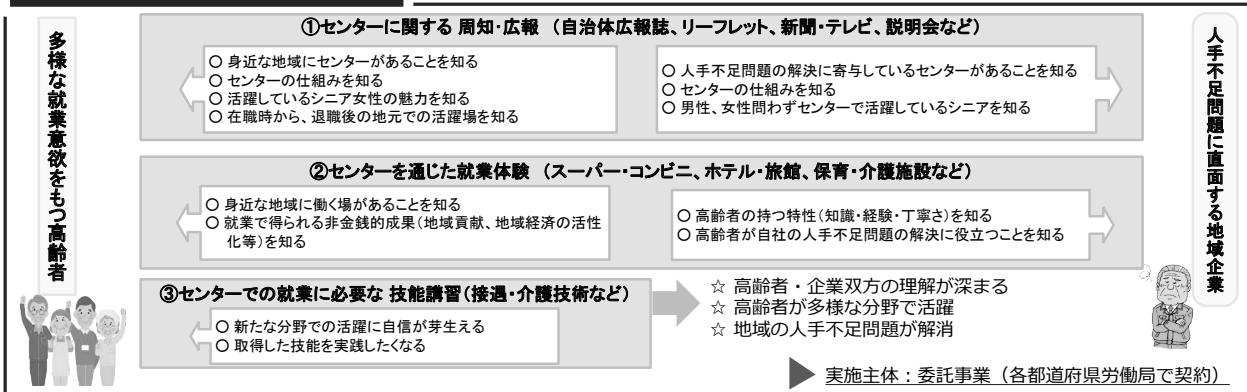 多様な就業意欲をもつ高齢者
①センターに関する 周知・広報 （自治体広報誌、リーフレット、新聞・テレビ、説明会など）
○ 身近な地域にセンターがあることを知る
○ センターの仕組みを知る
○ 活躍しているシニア女性の魅力を知る
○ 在職時から、退職後の地元での活躍場を知る
○ 人手不足問題の解決に寄与しているセンターがあることを知る
○ センターの仕組みを知る
○ 男性、女性問わずセンターで活躍しているシニアを知る
②センターを通じた就業体験 （スーパー・コンビニ、ホテル・旅館、保育・介護施設など）
○ 身近な地域に働く場があることを知る
○ 就業で得られる非金銭的成果（地域貢献、地域経済の活性
化等）を知る
○ 高齢者の持つ特性（知識・経験・丁寧さ）を知る
○ 高齢者が自社の人手不足問題の解決に役立つことを知る
③センターでの就業に必要な 技能講習（接遇・介護技術など）
○ 新たな分野での活躍に自信が芽生える
○ 取得した技能を実践したくなる
☆ 高齢者・企業双方の理解が深まる
☆ 高齢者が多様な分野で活躍
☆ 地域の人手不足問題が解消
人手不足問題に直面する地域企業
実施主体：委託事業（各都道府県労働局で契約）